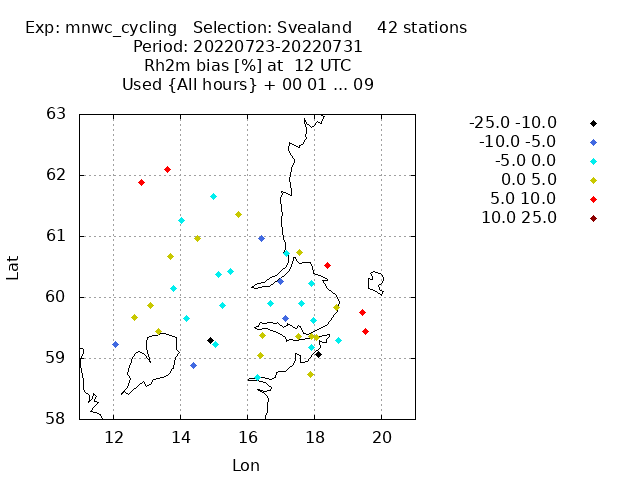 Exp: mnwc_cycling   Selection: Svealand     42 stations
Period: 20220723-20220731
Rh2m bias [%] at  12 UTC
Used {All hours} + 00 01 ... 09
-25.0 -10.0
-10.0 -5.0
-5.0 0.0
0.0 5.0
5.0 10.0
10.0 25.0
63
62
61
60
59
58
Lat
12 14 16 18 20
Lon